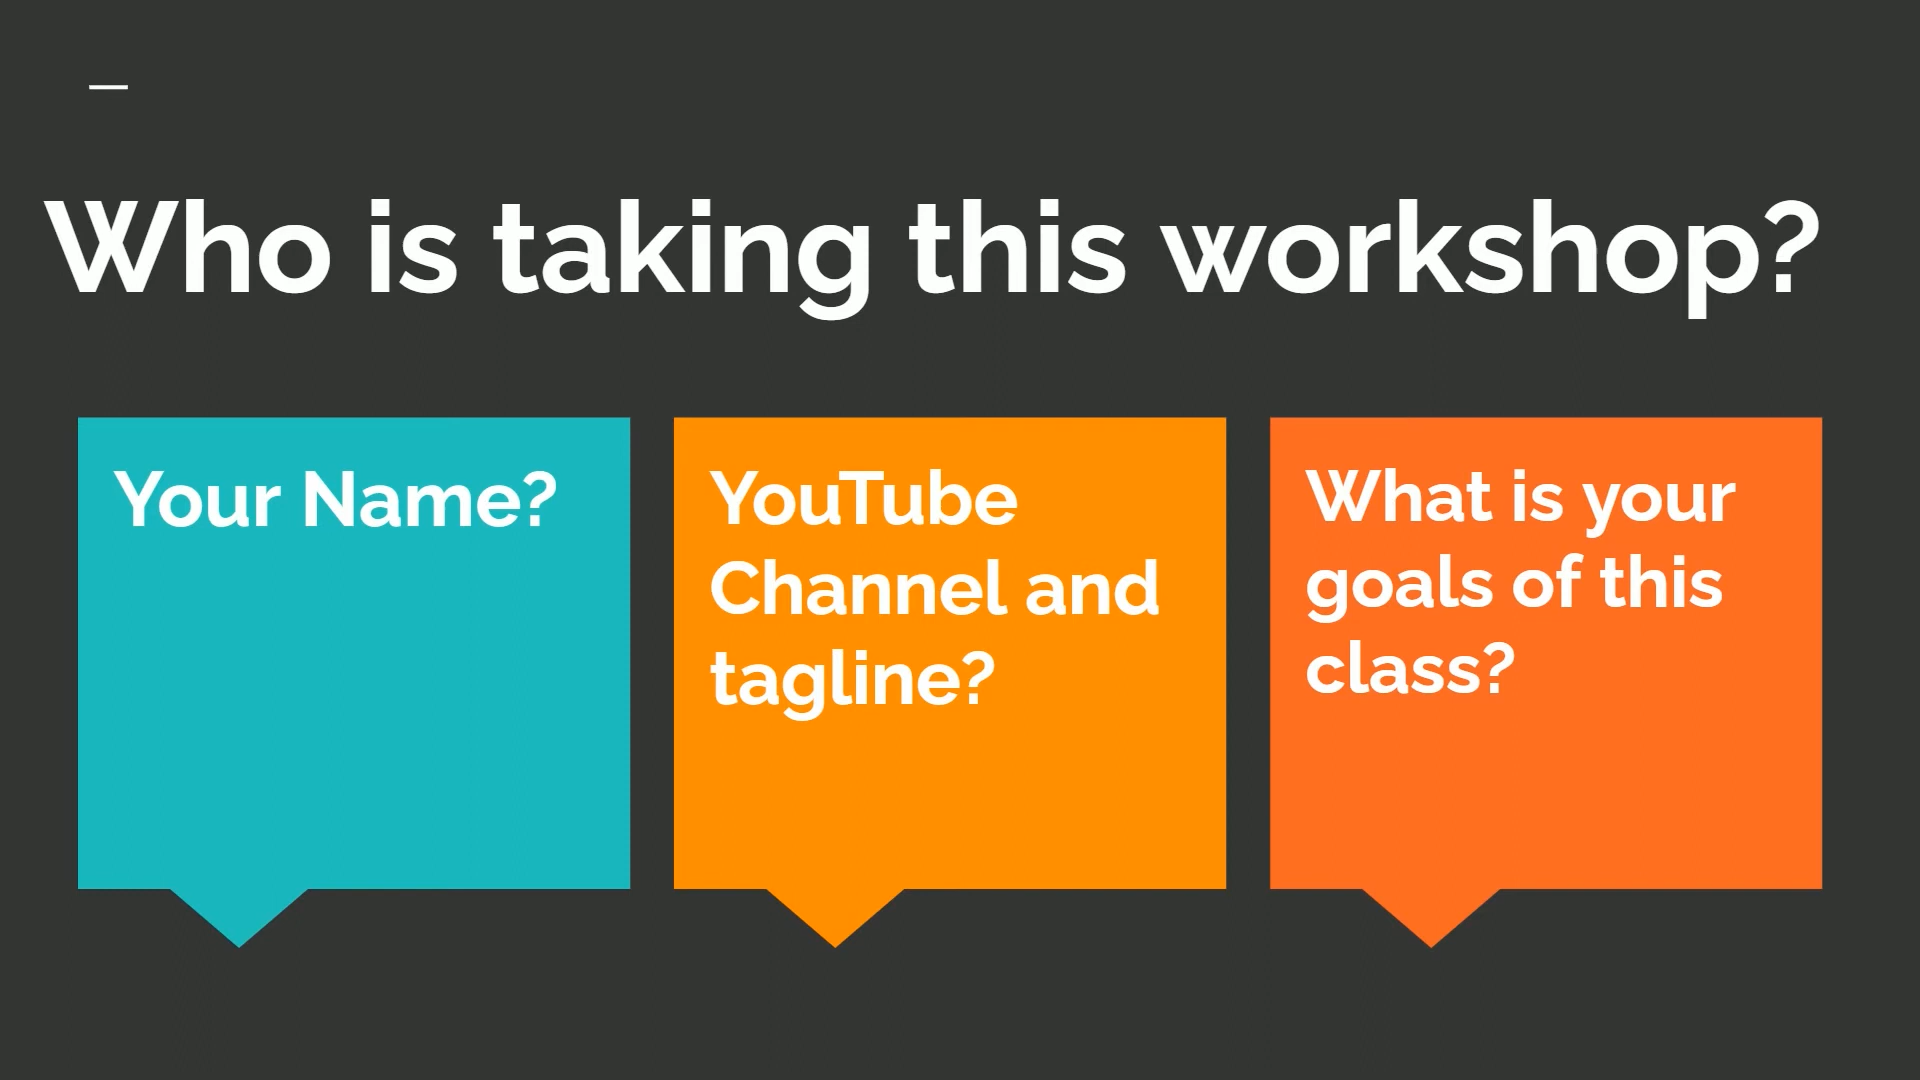 Who is taking this workshop?
Your Name?
YouTube
Channel and
tagline?
What is your
goals of this
class?